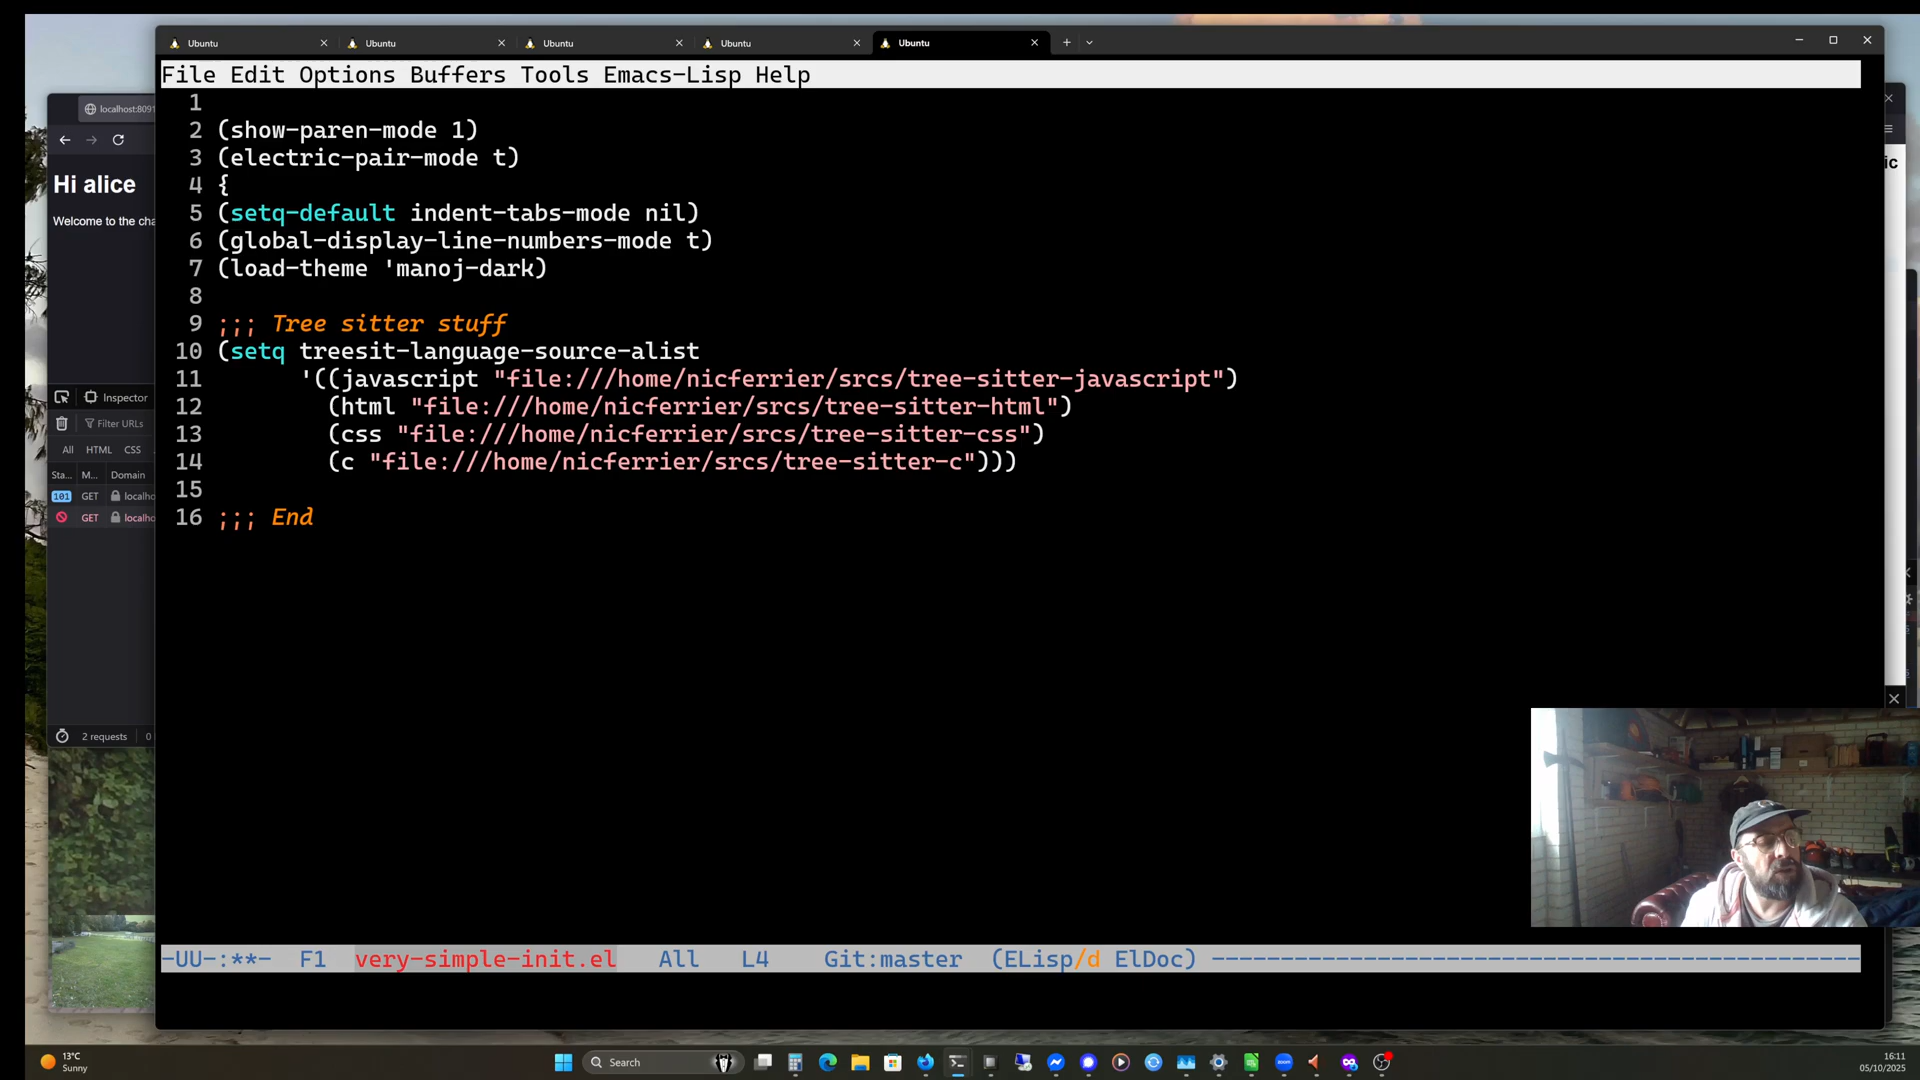 Ubuntu
Ubuntu
Ubuntu
Ubuntu
Ubuntu
File Edit Options Buffers Tools Emacs-Lisp Help
1
2 (show-paren-mode 1)
3 (electric-pair-mode t)
4 {
5 (setq-default indent-tabs-mode nil)
6 (global-display-line-numbers-mode t)
7 (load-theme 'manoj-dark)
8
9 ;;; Tree sitter stuff
10 (setq treesit-language-source-alist
11 '((javascript "file:///home/nicferrier/srcs/tree-sitter-javascript")
12 (html "file:///home/nicferrier/srcs/tree-sitter-html")
13 (css "file:///home/nicferrier/srcs/tree-sitter-css")
14 (c "file:///home/nicferrier/srcs/tree-sitter-c")))
15
16 ;;; End
-UU-:**- F1 very-simple-init.el All L4 Git:master (ELisp/d ElDoc) --------------------------------------------
localhost:8091
Hi alice
Welcome to the cha
Inspector
Filter URLs
All HTML CSS
Sta... M... Domain
101 GET localho
GET localho
2 requests 0
ic
13°C
Sunny
Search
16:11
05/10/2025